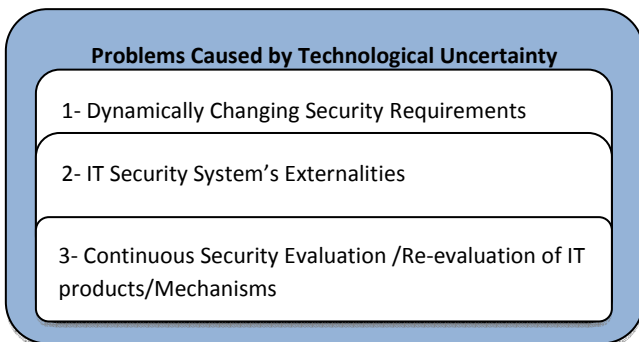 Problems Caused by Technological Uncertainty
1- Dynamically Changing Security Requirements
2- IT Security System’s Externalities
3- Continuous Security Evaluation /Re-evaluation of IT
products/Mechanisms